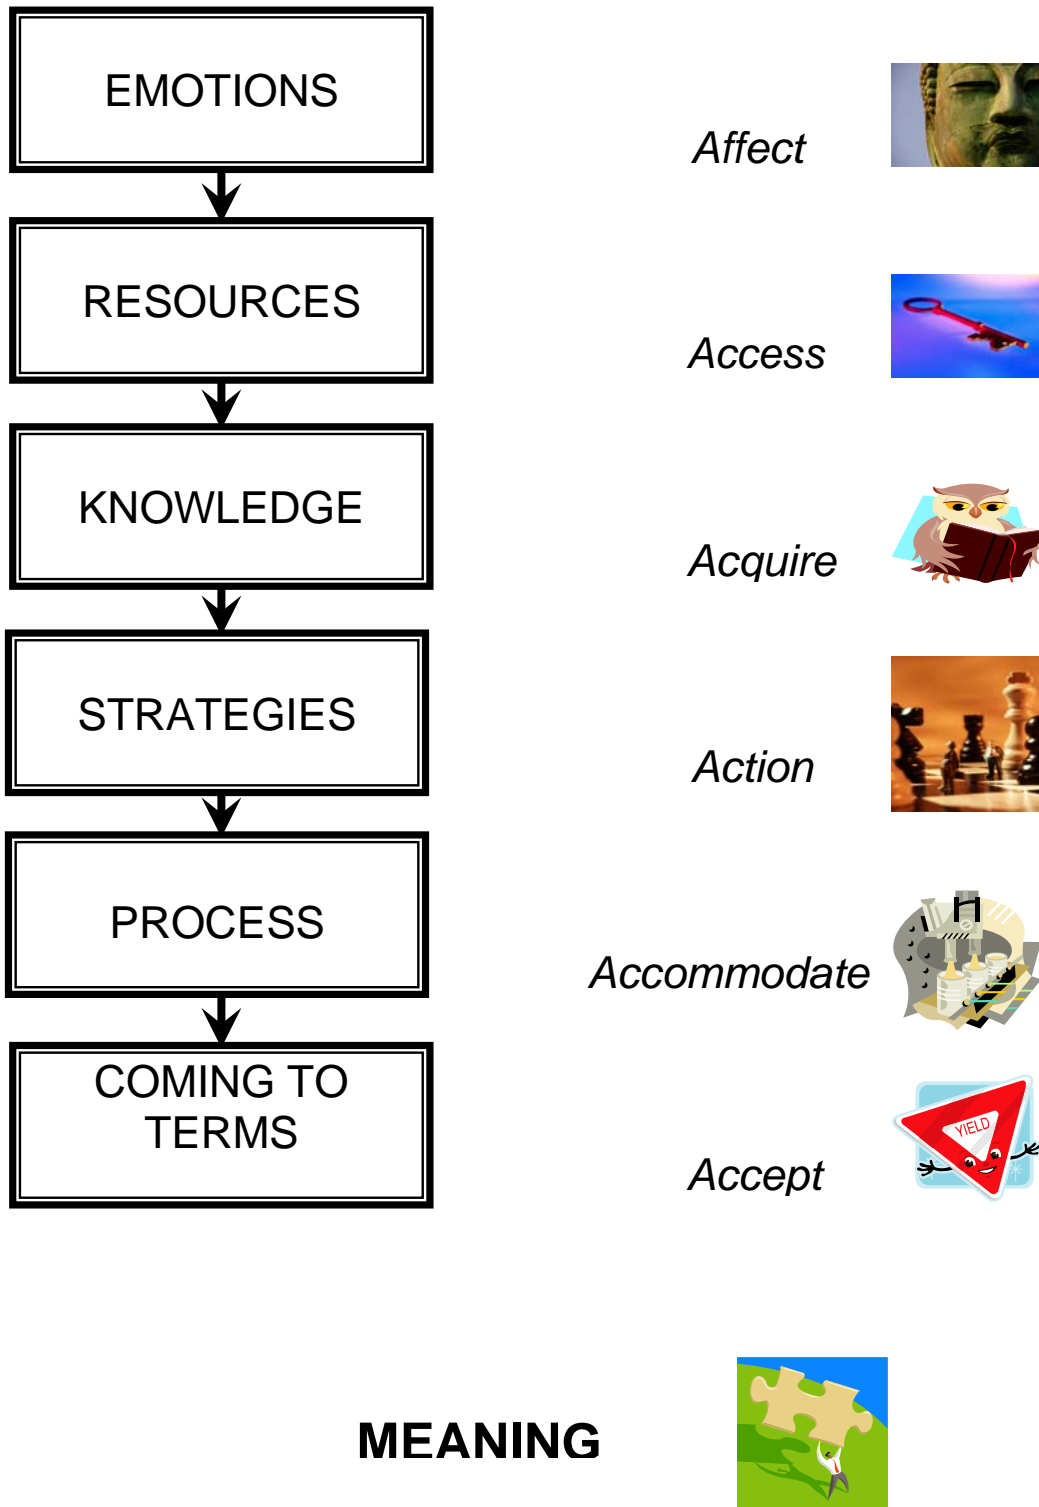 EMOTIONS
Affect
RESOURCES
Access
KNOWLEDGE
Acquire
STRATEGIES
Action
PROCESS
Accommodate
COMING TO
TERMS
Accept
YIELD
MEANING